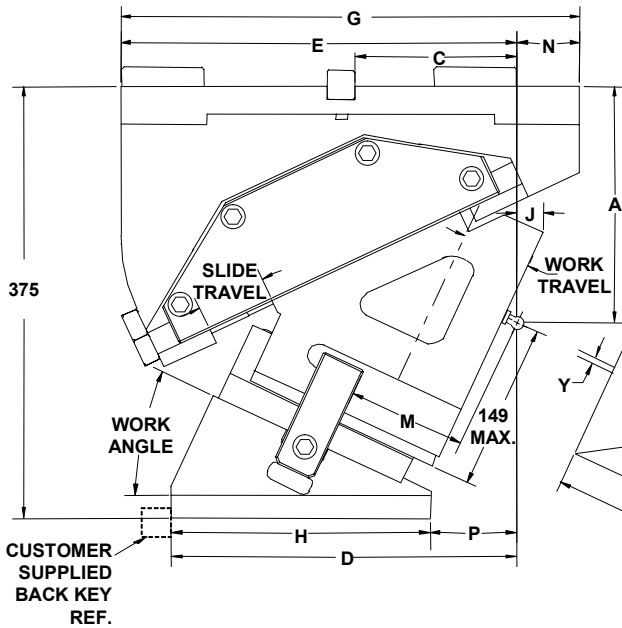 G
E
N
C
A
J
SLIDE
TRAVEL
WORK
TRAVEL
375
Y
WORK
ANGLE
M
149
MAX.
H
P
D
CUSTOMER
SUPPLIED
BACK KEY
REF.